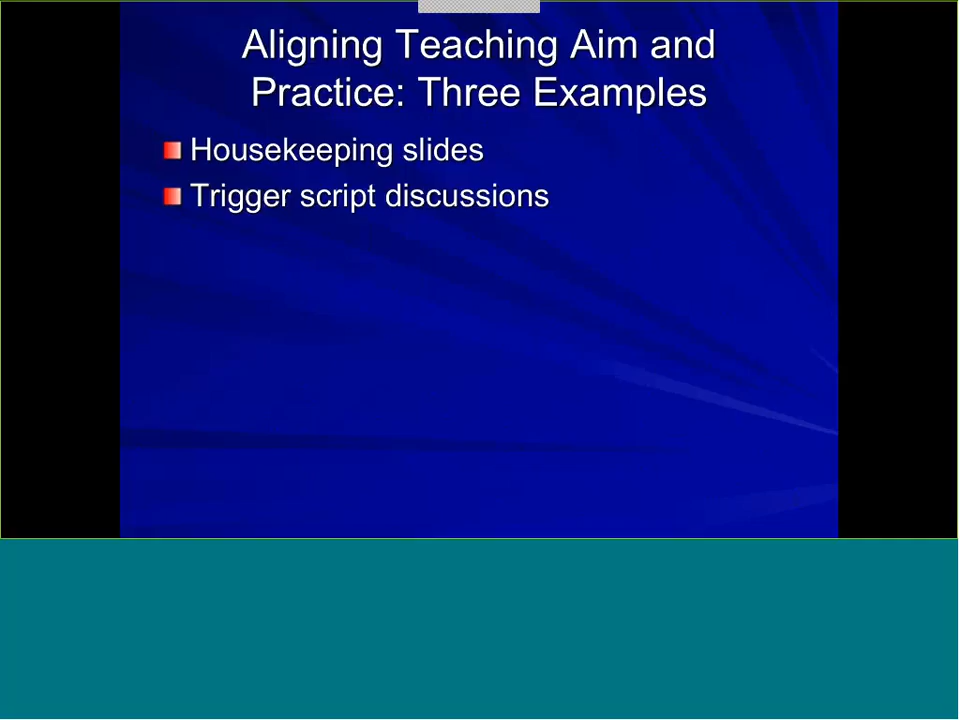 Aligning Teaching Aim and
Practice: Three Examples
Housekeeping slides
Trigger script discussions